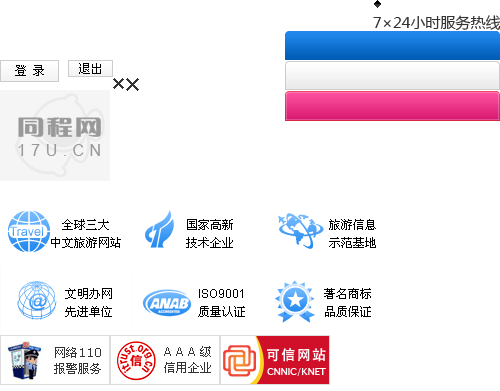 7×24小时服务热线
登 录
退出
同程网
17U.CN
Travel
全球三大
中文旅游网站
国家高新
技术企业
旅游信息
示范基地
@
文明办网
先进单位
ANAB
ACCREDITED
ISO9001
质量认证
著名商标
品质保证
网络110
报警服务
itrust.org.cn
信
A A A 级
信用企业
可信网站
CNNIC/KNET